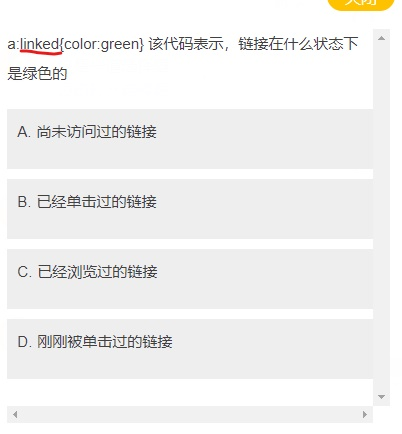 关闭
a:linked{color:green} 该代码表示，链接在什么状态下
是绿色的
A. 尚未访问过的链接
B. 已经单击过的链接
C. 已经浏览过的链接
D. 刚刚被单击过的链接